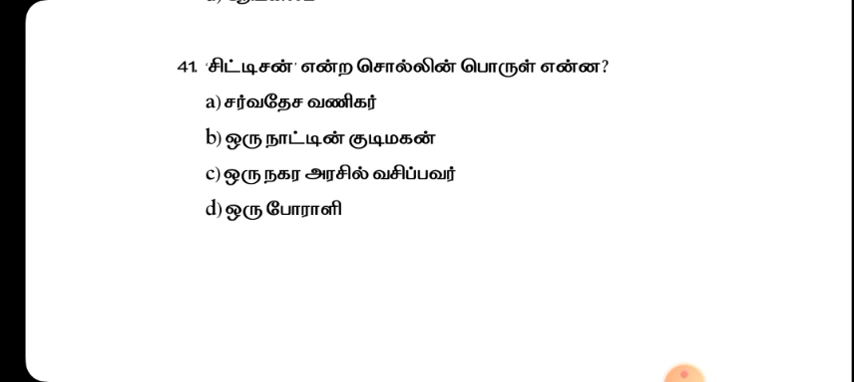 41. 'சிட்டிசன்' என்ற சொல்லின் பொருள் என்ன?
a) சர்வதேச வணிகர்
b) ஒரு நாட்டின் குடிமகன்
c) ஒரு நகர அரசில் வசிப்பவர்
d) ஒரு போராளி